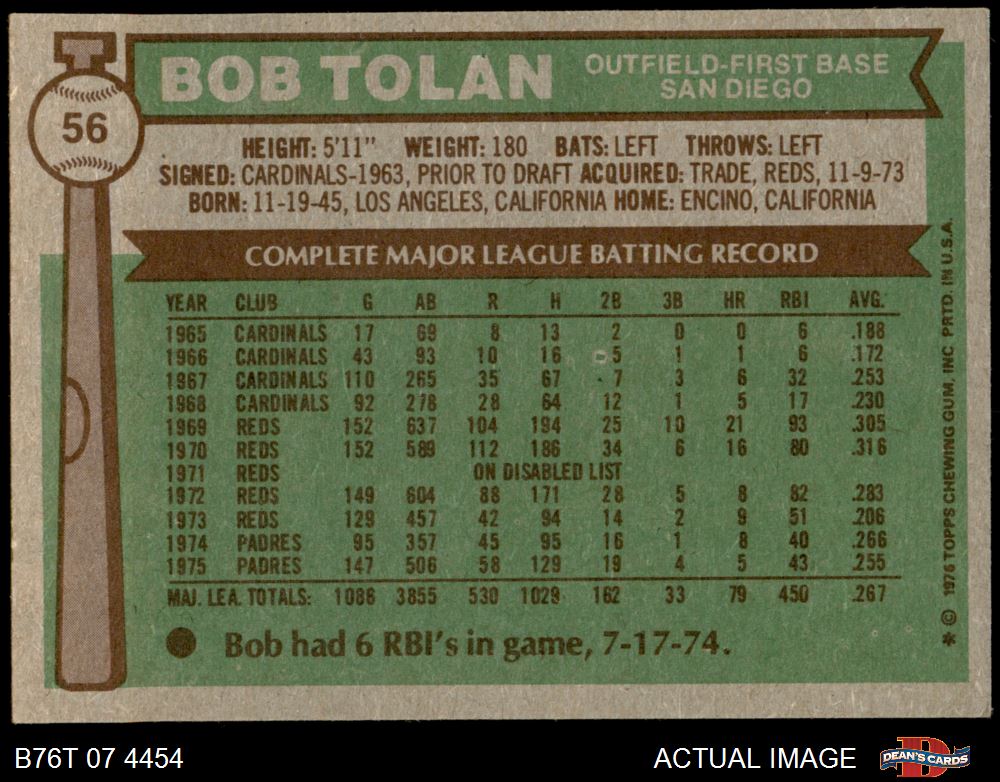 56
BOB TOLAN
OUTFIELD-FIRST BASE
SAN DIEGO
HEIGHT: 5'11" WEIGHT: 180 BATS: LEFT THROWS: LEFT
SIGNED: CARDINALS-1963, PRIOR TO DRAFT ACQUIRED: TRADE, REDS, 11-9-73
BORN: 11-19-45, LOS ANGELES, CALIFORNIA HOME: ENCINO, CALIFORNIA
COMPLETE MAJOR LEAGUE BATTING RECORD
YEAR CLUB G AB R H 2B 3B HR RBI AVG.
1965 CARDINALS 17 69 8 13 2 0 0 6 .188
1966 CARDINALS 43 93 10 16 5 1 1 6 .172
1967 CARDINALS 110 265 35 67 7 3 6 32 .253
1968 CARDINALS 92 278 28 64 12 1 5 17 .230
1969 REDS 152 637 104 194 25 10 21 93 .305
1970 REDS 152 589 112 186 34 6 16 80 .316
1971 REDS ON DISABLED LIST
1972 REDS 149 604 88 171 28 5 8 82 .283
1973 REDS 129 457 42 94 14 2 9 51 .206
1974 PADRES 95 357 45 95 16 1 8 40 .266
1975 PADRES 147 506 58 129 19 4 5 43 .255
MAJ. LEA. TOTALS: 1086 3855 530 1029 162 33 79 450 .267
Bob had 6 RBI's in game, 7-17-74.
* © 1976 TOPPS CHEWING GUM, INC. PRTD. IN U.S.A.
B76T 07 4454
ACTUAL IMAGE
D
DEAN'S CARDS